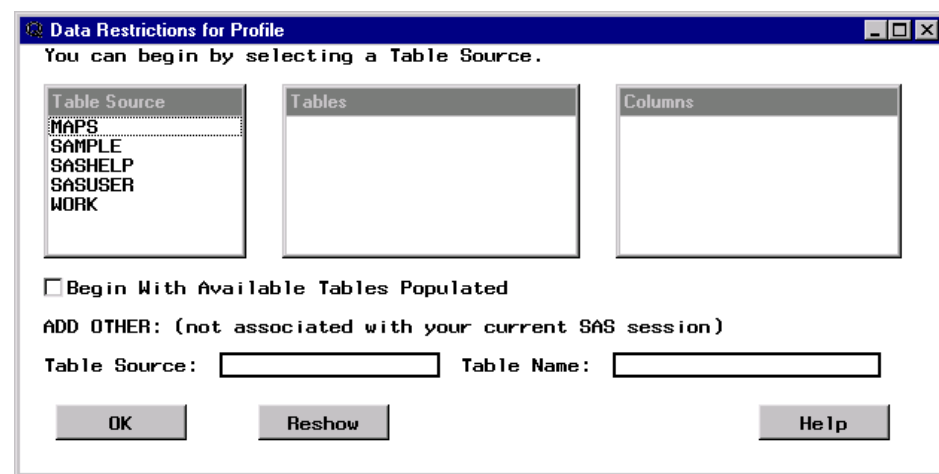 Data Restrictions for Profile
You can begin by selecting a Table Source.
Table Source
MAPS
SAMPLE
SASHELP
SASUSER
WORK
Tables
Columns
Begin With Available Tables Populated
ADD OTHER: (not associated with your current SAS session)
Table Source: Table Name:
OK Reshow Help